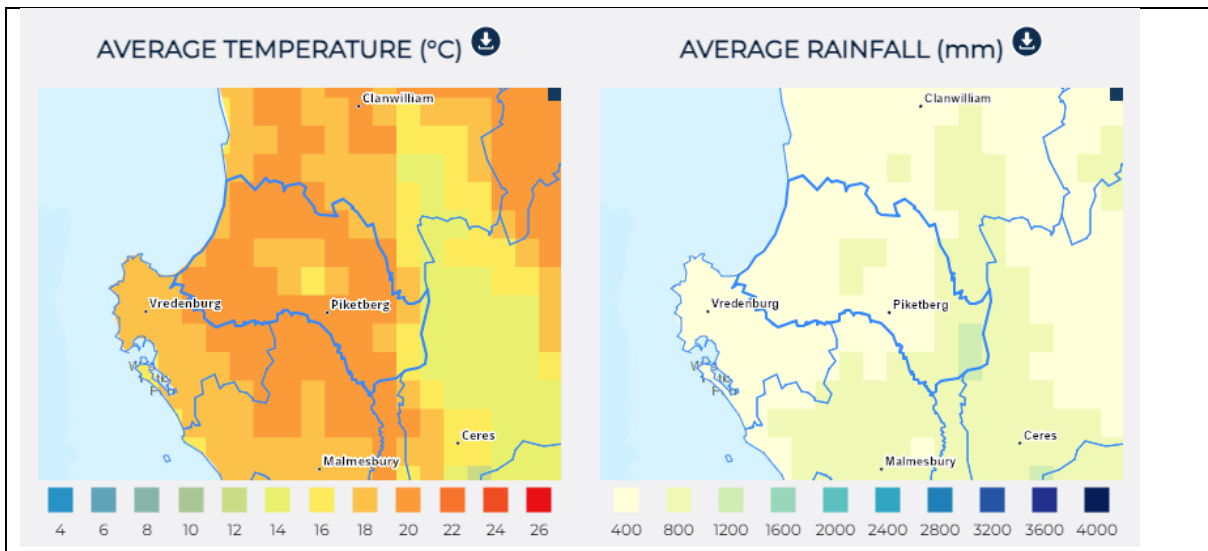 AVERAGE TEMPERATURE (°C)
Clanwilliam
Vredenburg
Piketberg
Ceres
Malmesbury
4 6 8 10 12 14 16 18 20 22 24 26
AVERAGE RAINFALL (mm)
Clanwilliam
Vredenburg
Piketberg
Ceres
Malmesbury
400 800 1200 1600 2000 2400 2800 3200 3600 4000